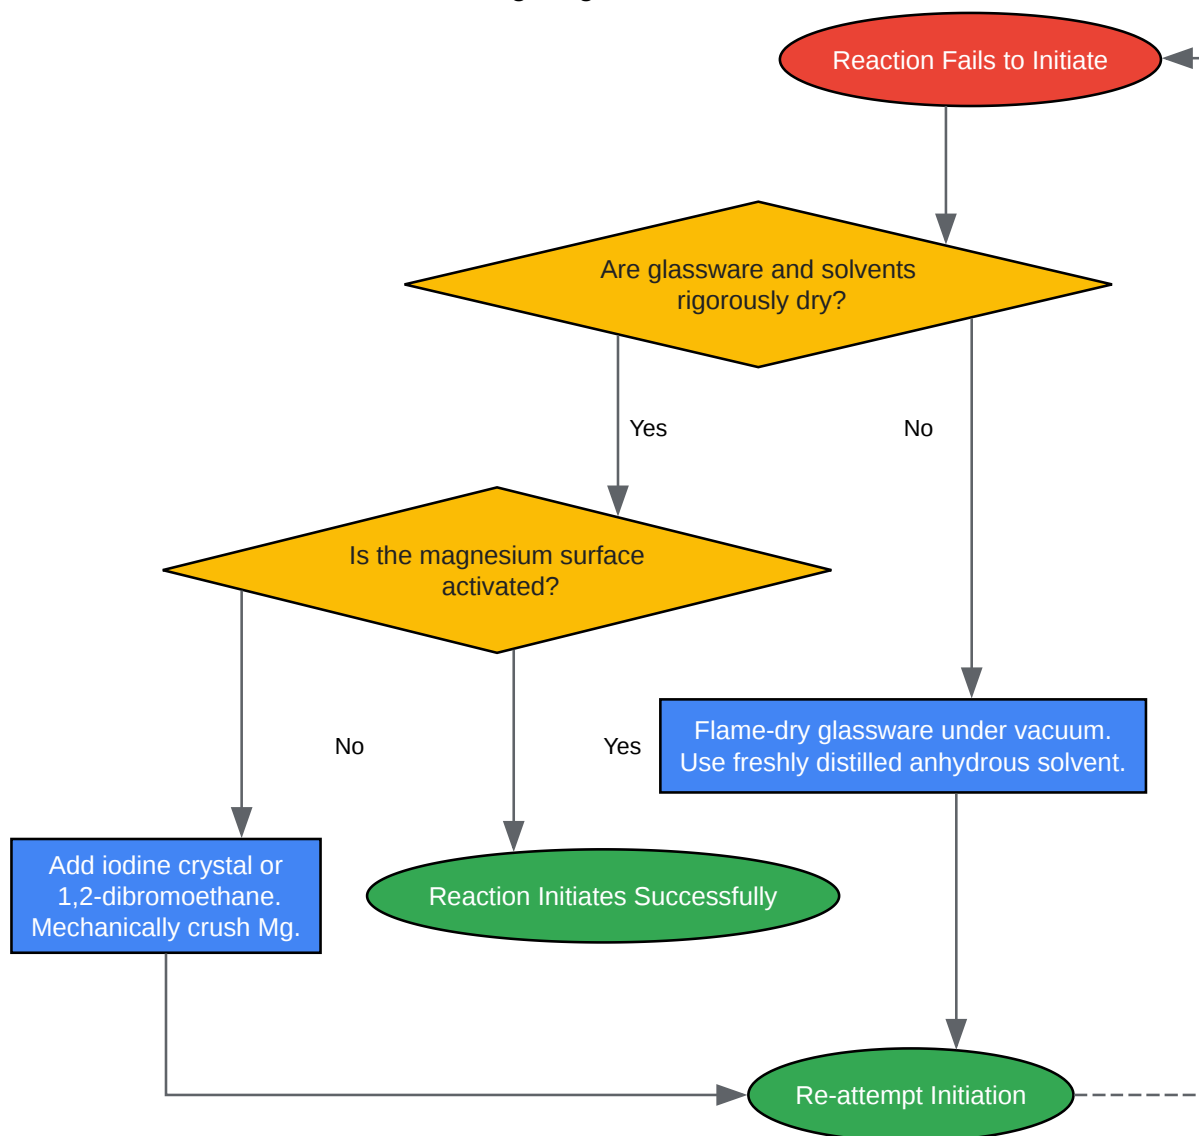 Reaction Fails to Initiate
Are glassware and solvents
rigorously dry?
Yes
No
Is the magnesium surface
activated?
No
Yes
Flame-dry glassware under vacuum.
Use freshly distilled anhydrous solvent.
Add iodine crystal or
1,2-dibromoethane.
Mechanically crush Mg.
Reaction Initiates Successfully
Re-attempt Initiation